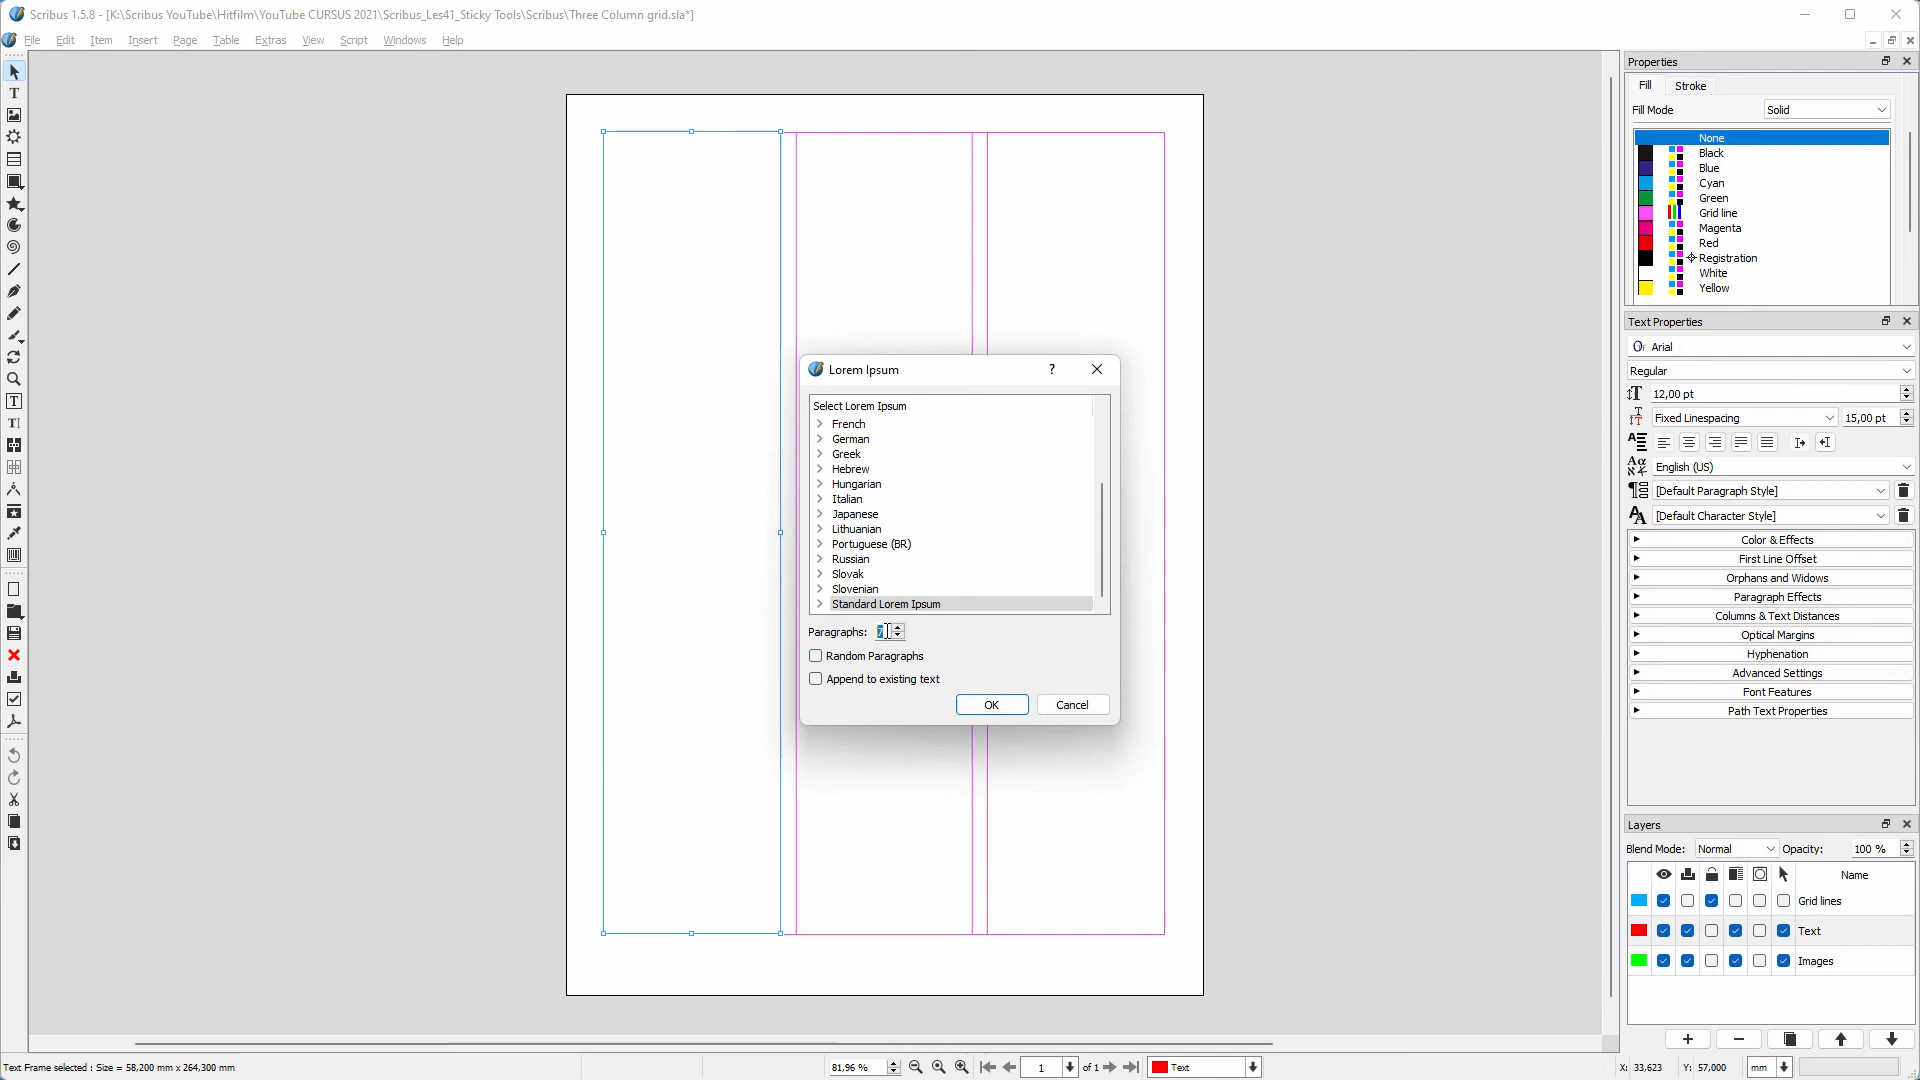 Scribus 1.5.8 - [K:\Scribus YouTube\Hitfilm\YouTube CURSUS 2021\Scribus_Les41_Sticky Tools\Scribus\Three Column grid.sla*]
File Edit Item Insert Page Table Extras View Script Windows Help
Properties
Fill Stroke
Fill Mode Solid
None
Black
Blue
Cyan
Green
Grid line
Magenta
Red
Registration
White
Yellow
Text Properties
Arial
Regular
12,00 pt
Fixed Linespacing 15,00 pt
English (US)
[Default Paragraph Style]
[Default Character Style]
Color & Effects
First Line Offset
Orphans and Widows
Paragraph Effects
Columns & Text Distances
Optical Margins
Hyphenation
Advanced Settings
Font Features
Path Text Properties
Layers
Blend Mode: Normal Opacity: 100 %
Name
Grid lines
Text
Images
Lorem Ipsum
Select Lorem Ipsum
French
German
Greek
Hebrew
Hungarian
Italian
Japanese
Lithuanian
Portuguese (BR)
Russian
Slovak
Slovenian
Standard Lorem Ipsum
Paragraphs: 7
Random Paragraphs
Append to existing text
OK Cancel
Text Frame selected : Size = 58,200 mm x 264,300 mm
81,96 % 1 of 1 Text X: 33,623 Y: 57,000 mm